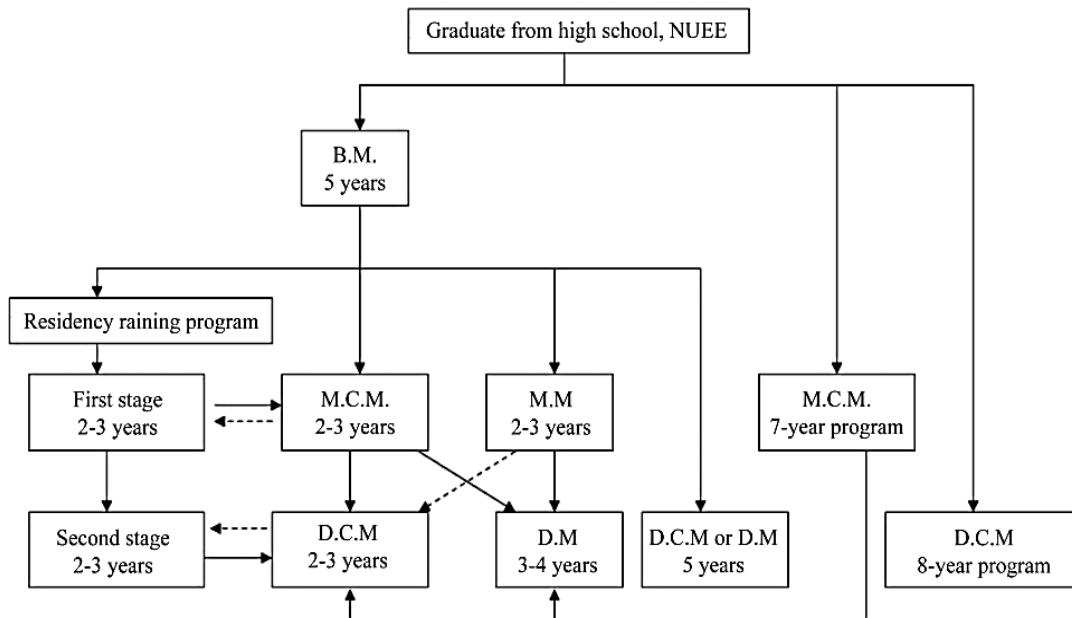 Graduate from high school, NUEE
B.M.
5 years
Residency raining program
First stage
2-3 years
M.C.M.
2-3 years
M.M
2-3 years
M.C.M.
7-year program
Second stage
2-3 years
D.C.M
2-3 years
D.M
3-4 years
D.C.M or D.M
5 years
D.C.M
8-year program